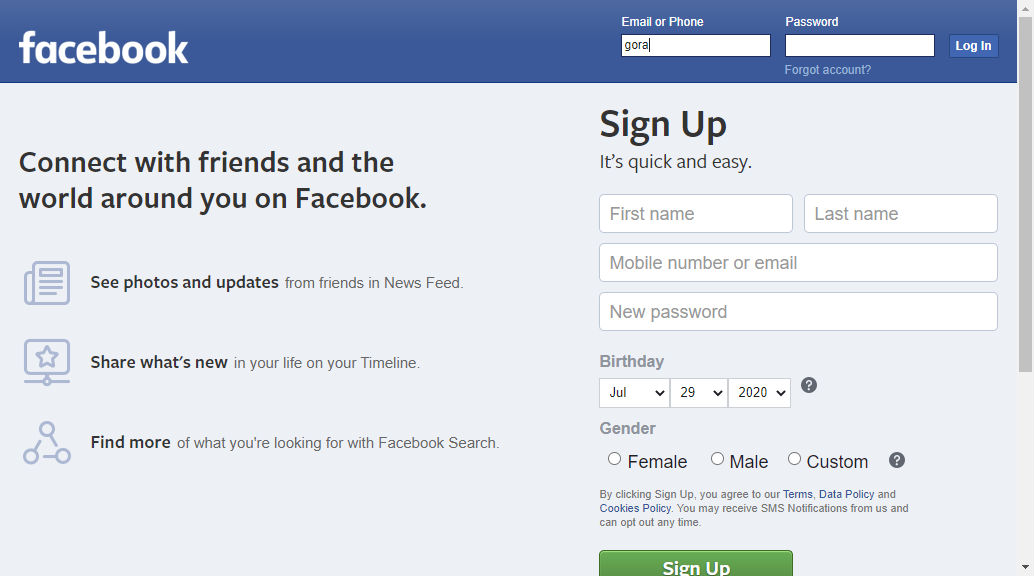 facebook
Email or Phone
Password
gora
Log In
Forgot account?
Connect with friends and the
world around you on Facebook.
See photos and updates from friends in News Feed.
Share what's new in your life on your Timeline.
Find more of what you're looking for with Facebook Search.
Sign Up
It's quick and easy.
First name
Last name
Mobile number or email
New password
Birthday
Jul
29
2020
?
Gender
Female
Male
Custom
?
By clicking Sign Up, you agree to our Terms, Data Policy and
Cookies Policy. You may receive SMS Notifications from us and
can opt out any time.
Sign Up